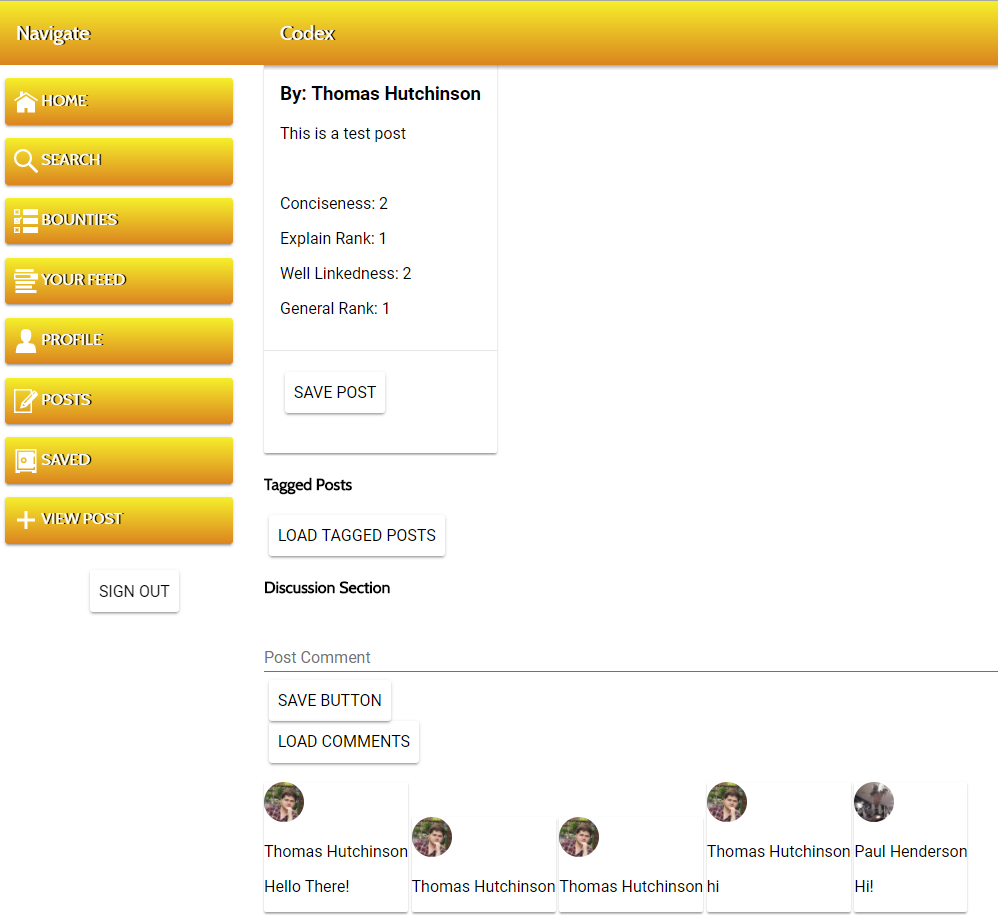 Navigate
Codex
HOME
SEARCH
BOUNTIES
YOUR FEED
PROFILE
POSTS
SAVED
VIEW POST
SIGN OUT
By: Thomas Hutchinson
This is a test post
Conciseness: 2
Explain Rank: 1
Well Linkedness: 2
General Rank: 1
SAVE POST
Tagged Posts
LOAD TAGGED POSTS
Discussion Section
Post Comment
SAVE BUTTON
LOAD COMMENTS
Thomas Hutchinson
Hello There!
Thomas Hutchinson
Thomas Hutchinson
Thomas Hutchinson
hi
Paul Henderson
Hi!